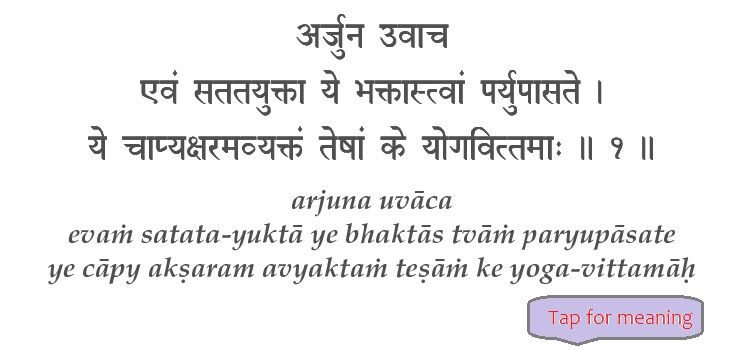 अर्जुन उवाच
एवं सततयुक्ता ये भक्तास्त्वां पर्युपासते ।
ये चाप्यक्षरमव्यक्तं तेषां के योगवित्तमाः ॥ १ ॥
arjuna uvāca
evaṁ satata-yuktā ye bhaktās tvāṁ paryupāsate
ye cāpy akṣaram avyaktaṁ teṣāṁ ke yoga-vittamāḥ
Tap for meaning